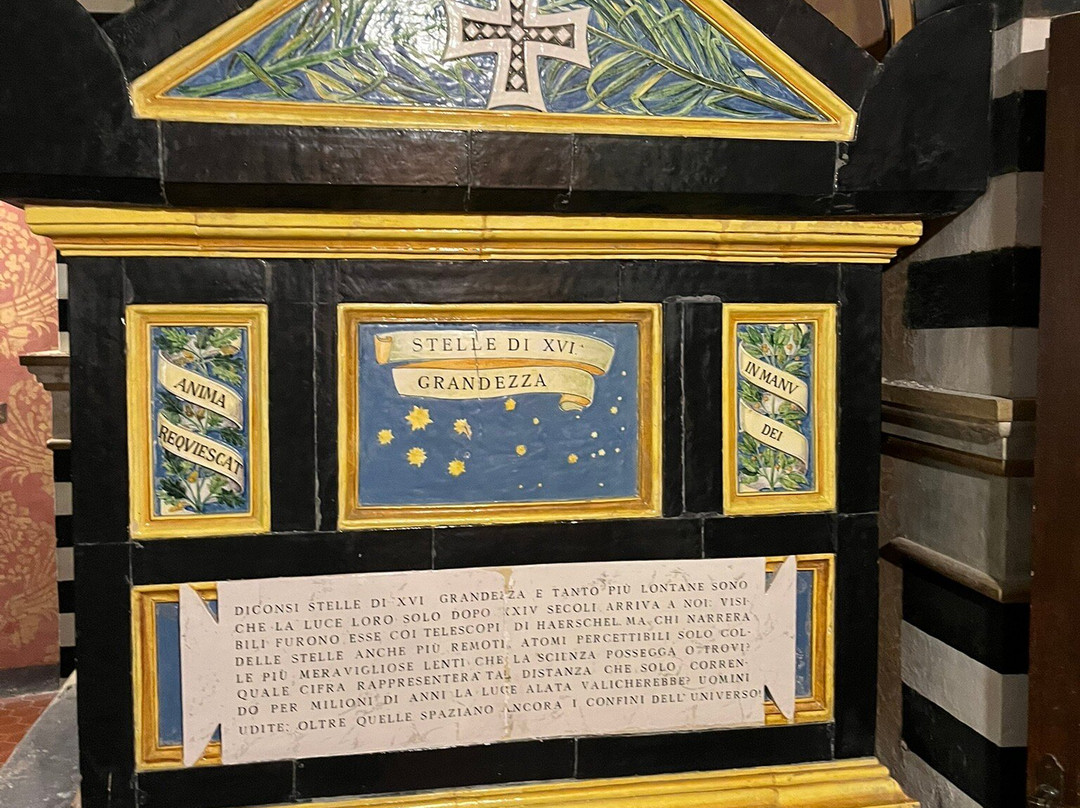 STELLE DI XVI.
GRANDEZZA
ANIMA
REQVIESCAT
IN MANV
DEI
DICONSI STELLE DI XVI GRANDEZZA E TANTO PIÙ LONTANE SONO
CHE LA LUCE LORO SOLO DOPO XXIV SECOLI ARRIVA A NOI: VISI-
BILI FURONO ESSE COI TELESCOPI DI HAERSCHEL. MA CHI NARRERÀ
DELLE STELLE ANCHE PIÙ REMOTE, ATOMI PERCETTIBILI SOLO COL-
LE PIÙ MERAVIGLIOSE LENTI CHE LA SCIENZA POSSEGGA O TROVI?
QUALE CIFRA RAPPRESENTERÀ TAL DISTANZA CHE SOLO CORREN-
DO PER MILIONI DI ANNI LA LUCE ALATA VALICHEREBBE? UOMINI
UDITE: OLTRE QUELLE SPAZIANO ANCORA I CONFINI DELL'UNIVERSO!